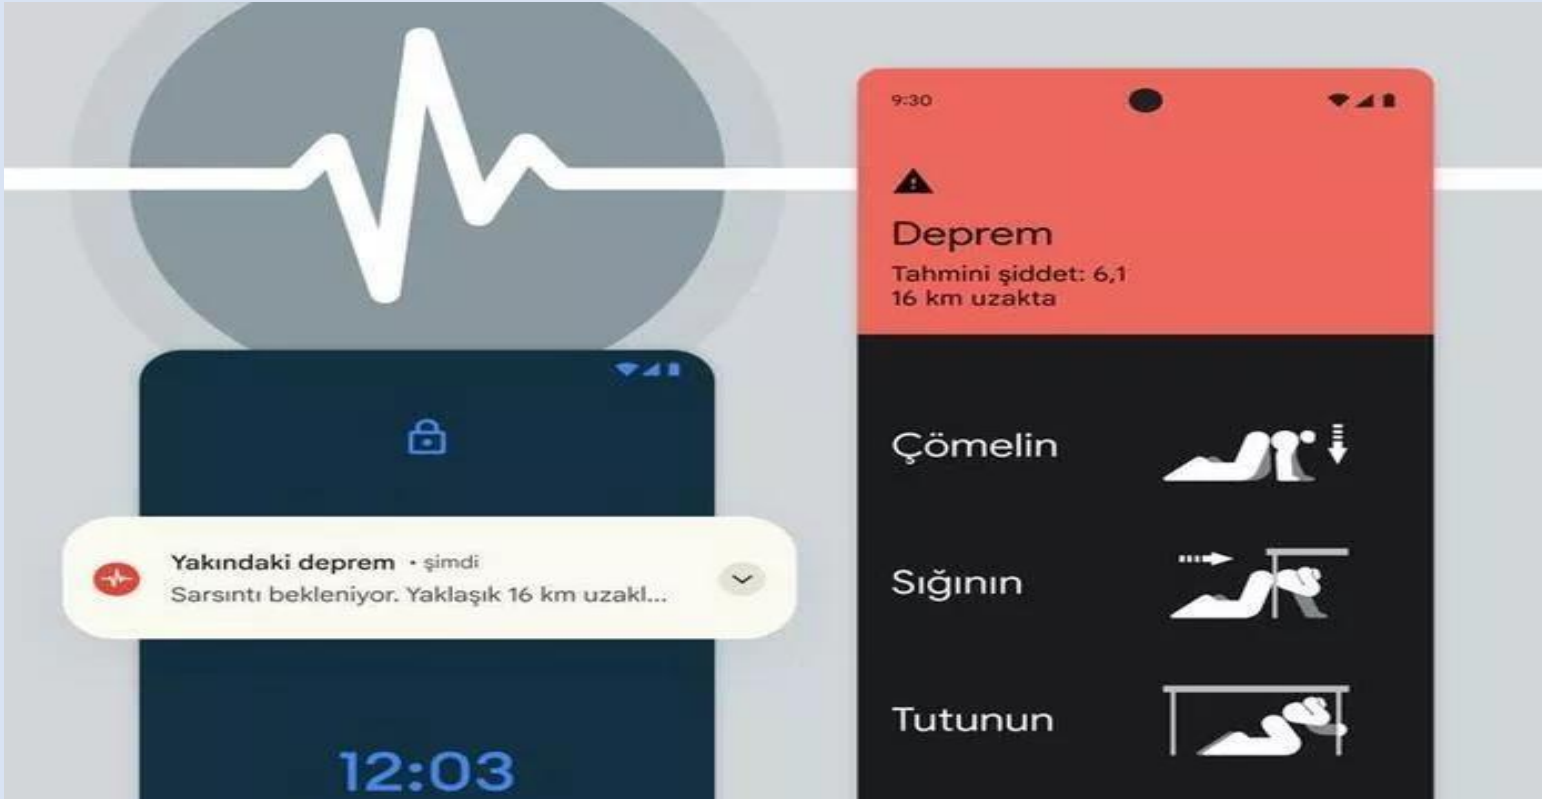 Yakındaki deprem • şimdi
Sarsıntı bekleniyor. Yaklaşık 16 km uzakl...
12:03
9:30
Deprem
Tahmini şiddet: 6,1
16 km uzakta
Çömelin
Sığının
Tutunun